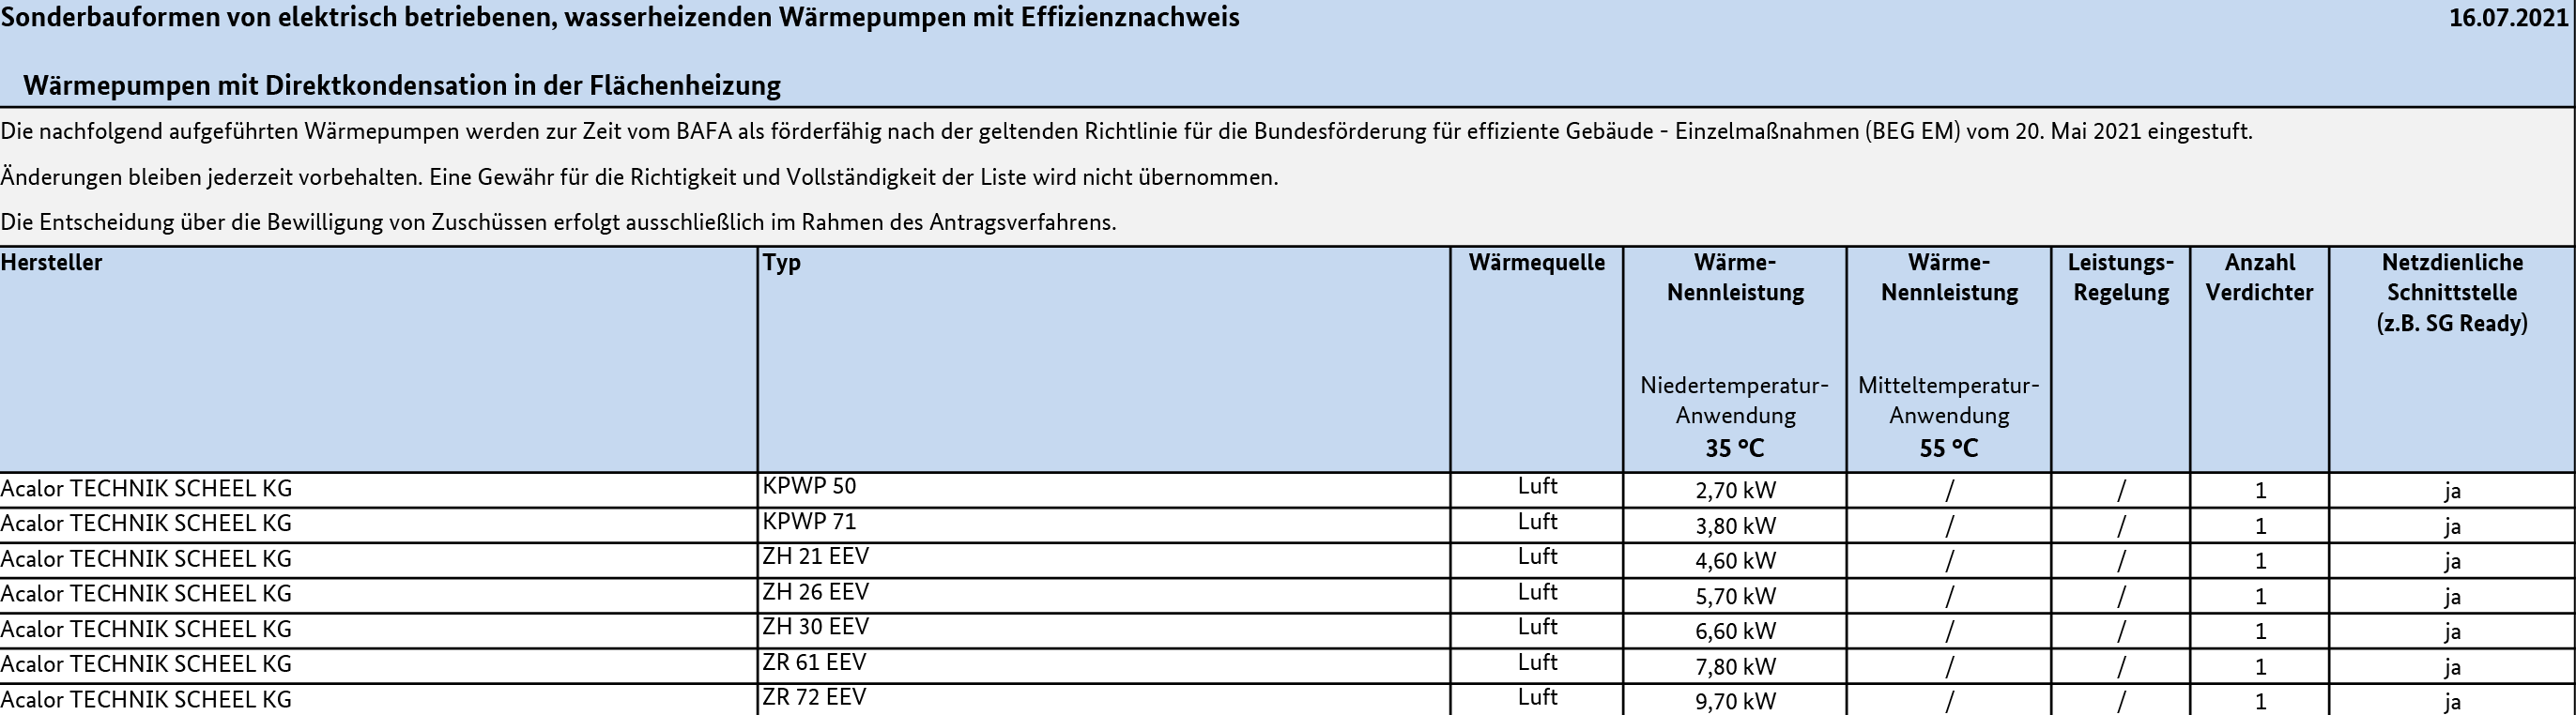 Sonderbauformen von elektrisch betriebenen, wasserheizenden Wärmepumpen mit Effizienznachweis 16.07.2021
Wärmepumpen mit Direktkondensation in der Flächenheizung
Die nachfolgend aufgeführten Wärmepumpen werden zur Zeit vom BAFA als förderfähig nach der geltenden Richtlinie für die Bundesförderung für effiziente Gebäude - Einzelmaßnahmen (BEG EM) vom 20. Mai 2021 eingestuft.
Änderungen bleiben jederzeit vorbehalten. Eine Gewähr für die Richtigkeit und Vollständigkeit der Liste wird nicht übernommen.
Die Entscheidung über die Bewilligung von Zuschüssen erfolgt ausschließlich im Rahmen des Antragsverfahrens.
Hersteller Typ Wärmequelle Wärme- Wärme- Leistungs- Anzahl Netzdienliche
Nennleistung Nennleistung Regelung Verdichter Schnittstelle
(z.B. SG Ready)
Niedertemperatur- Mitteltemperatur-
Anwendung Anwendung
35 °C 55 °C
Acalor TECHNIK SCHEEL KG KPWP 50 Luft 2,70 kW / / 1 ja
Acalor TECHNIK SCHEEL KG KPWP 71 Luft 3,80 kW / / 1 ja
Acalor TECHNIK SCHEEL KG ZH 21 EEV Luft 4,60 kW / / 1 ja
Acalor TECHNIK SCHEEL KG ZH 26 EEV Luft 5,70 kW / / 1 ja
Acalor TECHNIK SCHEEL KG ZH 30 EEV Luft 6,60 kW / / 1 ja
Acalor TECHNIK SCHEEL KG ZR 61 EEV Luft 7,80 kW / / 1 ja
Acalor TECHNIK SCHEEL KG ZR 72 EEV Luft 9,70 kW / / 1 ja